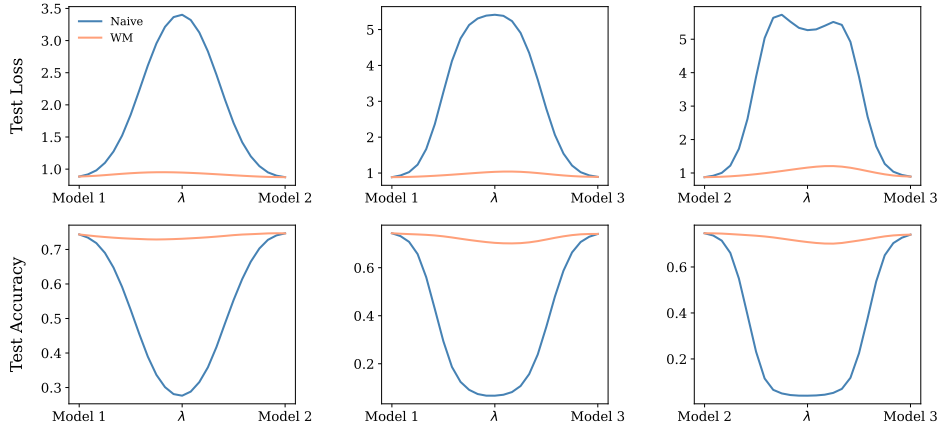 Test Loss
3.5
3.0
2.5
2.0
1.5
1.0
Naive
WM
Model 1 λ Model 2
5
4
3
2
1
Model 1 λ Model 3
5
4
3
2
1
Model 2 λ Model 3
Test Accuracy
0.7
0.6
0.5
0.4
0.3
Model 1 λ Model 2
0.6
0.4
0.2
Model 1 λ Model 3
0.6
0.4
0.2
Model 2 λ Model 3